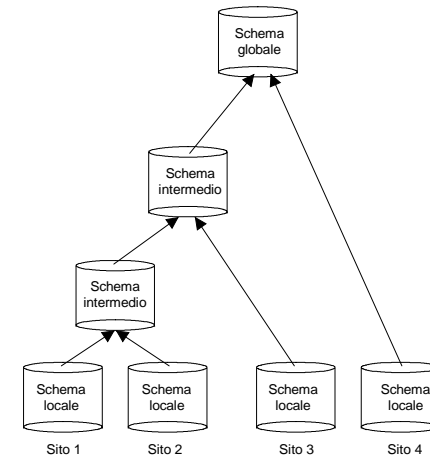 Schema
globale
Schema
intermedio
Schema
intermedio
Schema
locale
Schema
locale
Schema
locale
Schema
locale
Sito 1
Sito 2
Sito 3
Sito 4